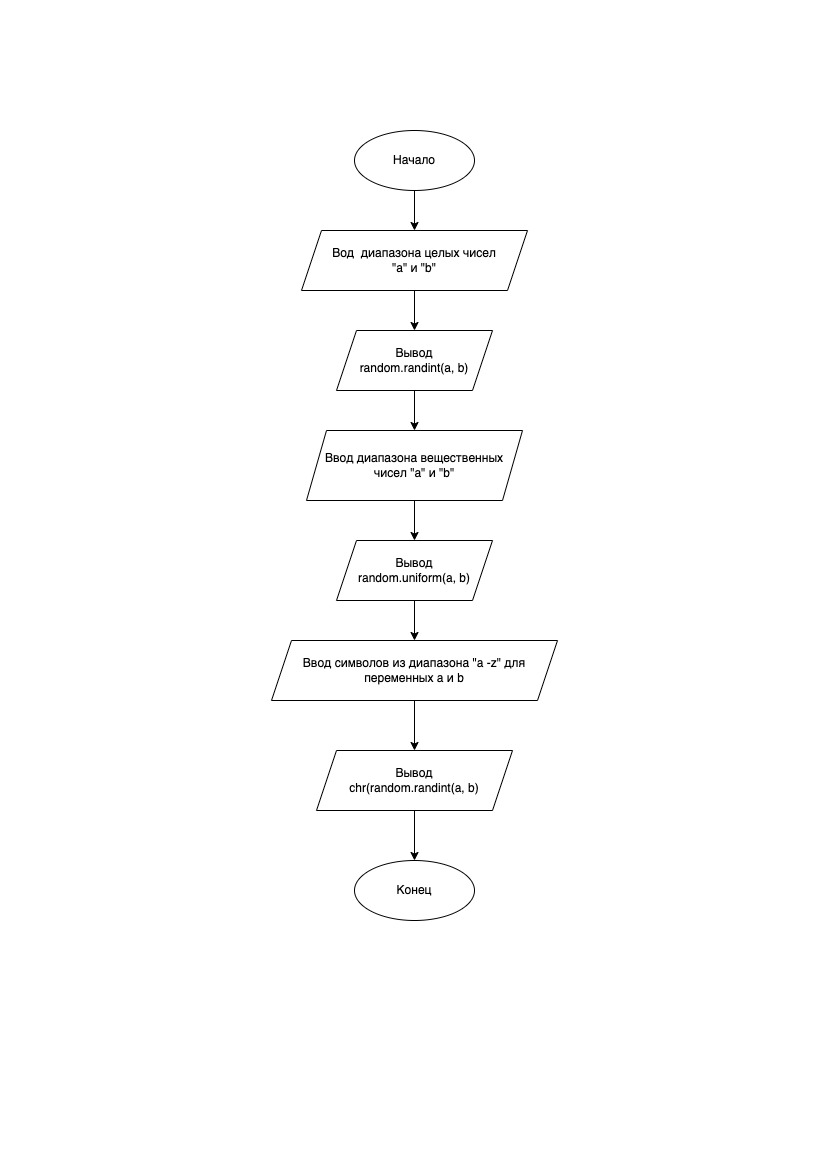 Начало
Вод  диапазона целых чисел
"a" и "b"
Вывод
random.randint(a, b)
Ввод диапазона вещественных
чисел "a" и "b"
Вывод
random.uniform(a, b)
Ввод символов из диапазона "a -z" для
переменных a и b
Вывод
chr(random.randint(a, b)
Конец